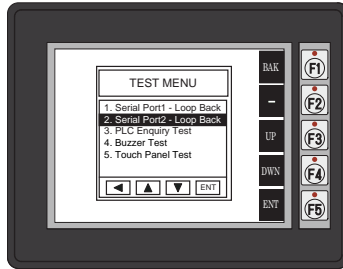 TEST MENU
1. Serial Port1 - Loop Back
2. Serial Port2 - Loop Back
3. PLC Enquiry Test
4. Buzzer Test
5. Touch Panel Test
ENT
BAK
–
UP
DWN
ENT
F1
F2
F3
F4
F5